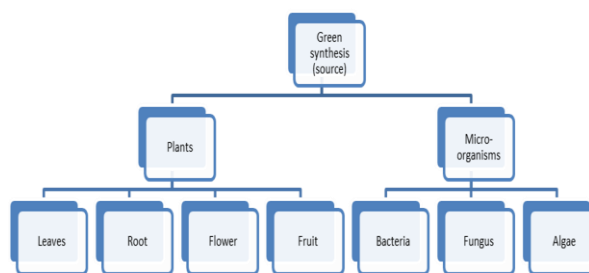 Green
synthesis
(source)
Plants
Micro-
organisms
Leaves
Root
Flower
Fruit
Bacteria
Fungus
Algae